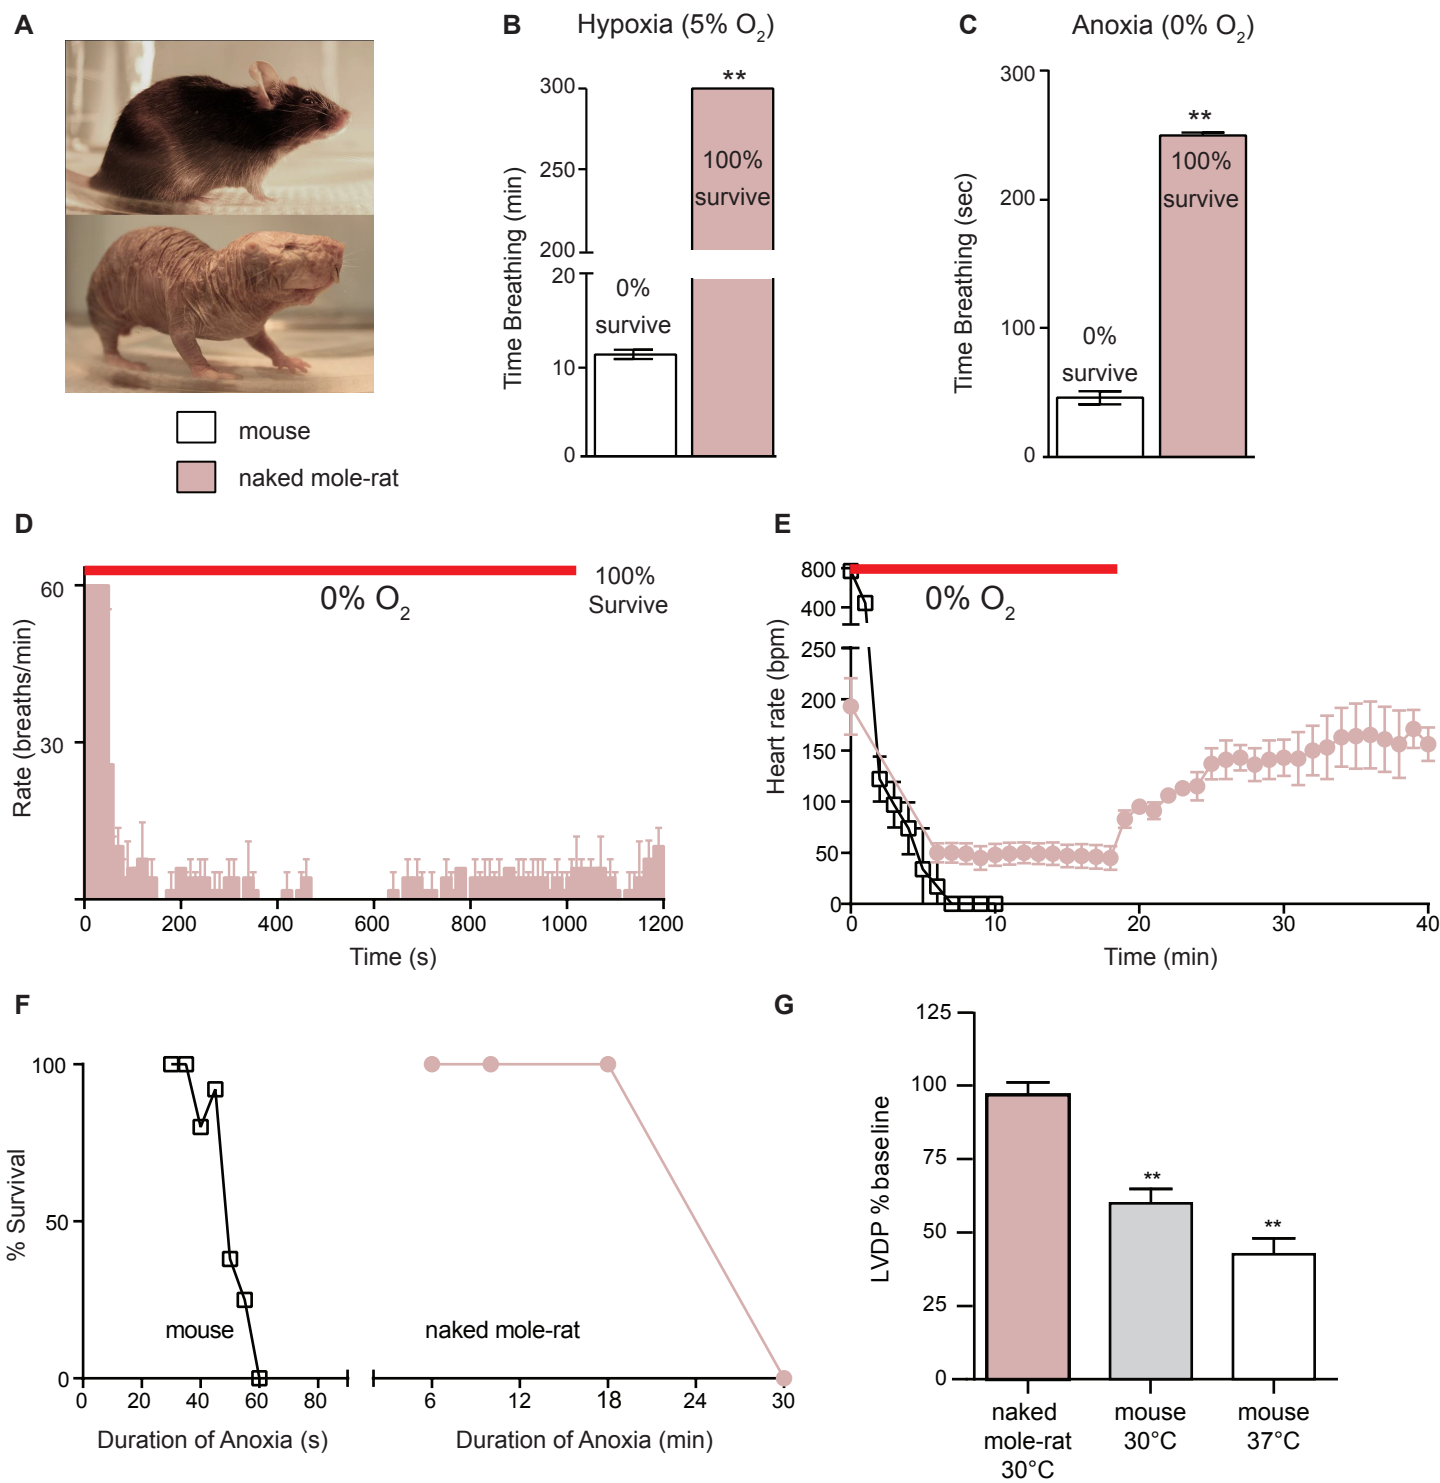 A
mouse
naked mole-rat
B
Hypoxia (5% O2)
Time Breathing (min)
300
250
200
20
10
0
**
100%
survive
0%
survive
C
Anoxia (0% O2)
Time Breathing (sec)
300
200
100
0
**
100%
survive
0%
survive
D
Rate (breaths/min)
60
30
0% O2
100%
Survive
0 200 400 600 800 1000 1200
Time (s)
E
Heart rate (bpm)
800
400
250
200
150
100
50
0
0% O2
0 10 20 30 40
Time (min)
F
% Survival
100
50
0
mouse
naked mole-rat
0 20 40 60 80
6 12 18 24 30
Duration of Anoxia (s)
Duration of Anoxia (min)
G
LVDP % baseline
125
100
75
50
25
0
**
**
naked
mole-rat
30°C
mouse
30°C
mouse
37°C